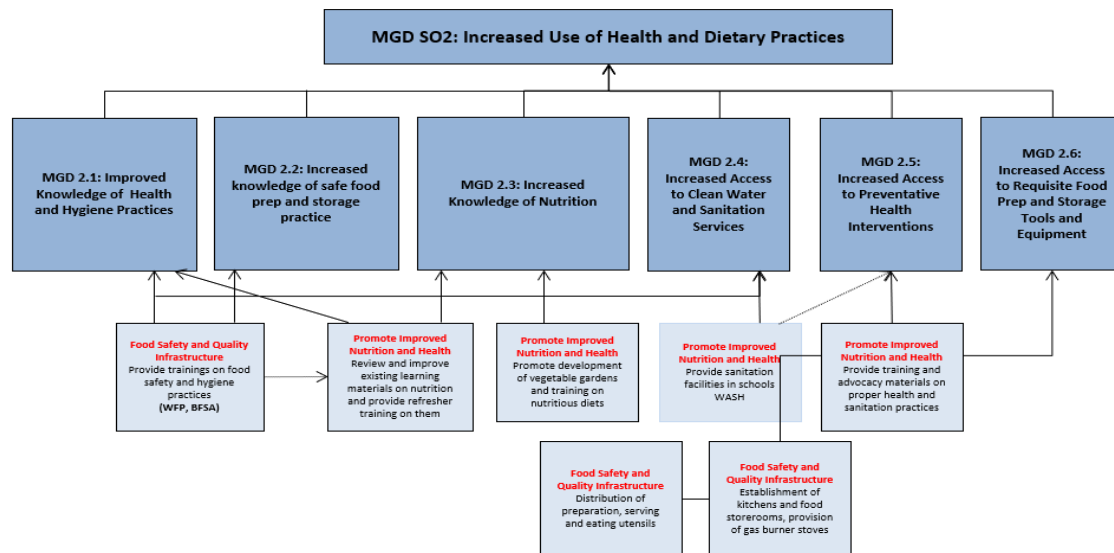 MGD SO2: Increased Use of Health and Dietary Practices
MGD 2.1: Improved
Knowledge of Health
and Hygiene Practices
MGD 2.2: Increased
knowledge of safe food
prep and storage
practice
MGD 2.3: Increased
Knowledge of Nutrition
MGD 2.4:
Increased Access
to Clean Water
and Sanitation
Services
MGD 2.5:
Increased Access
to Preventative
Health
Interventions
MGD 2.6:
Increased Access
to Requisite Food
Prep and Storage
Tools and
Equipment
Food Safety and Quality
Infrastructure
Provide trainings on food
safety and hygiene
practices
(WFP, BFSA)
Promote Improved
Nutrition and Health
Review and improve
existing learning
materials on nutrition
and provide refresher
training on them
Promote Improved
Nutrition and Health
Promote development
of vegetable gardens
and training on
nutritious diets
Promote Improved
Nutrition and Health
Provide sanitation
facilities in schools
WASH
Promote Improved
Nutrition and Health
Provide training and
advocacy materials on
proper health and
sanitation practices
Food Safety and
Quality Infrastructure
Distribution of
preparation, serving
and eating utensils
Food Safety and
Quality Infrastructure
Establishment of
kitchens and food
storerooms, provision
of gas burner stoves